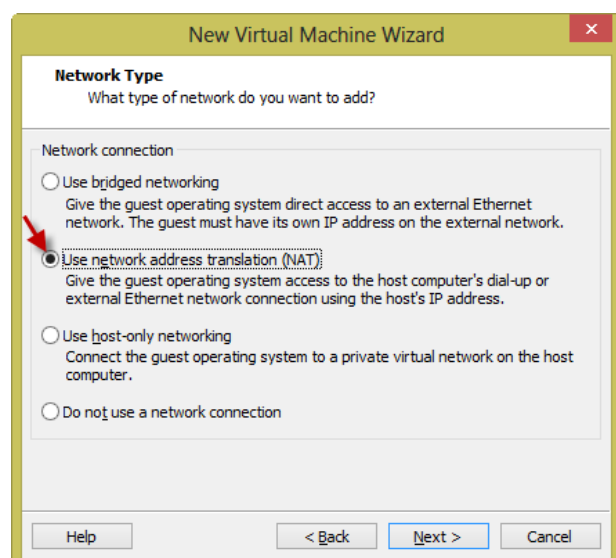 New Virtual Machine Wizard
Network Type
What type of network do you want to add?
Network connection
Use bridged networking
Give the guest operating system direct access to an external Ethernet
network. The guest must have its own IP address on the external network.
Use network address translation (NAT)
Give the guest operating system access to the host computer's dial-up or
external Ethernet network connection using the host's IP address.
Use host-only networking
Connect the guest operating system to a private virtual network on the host
computer.
Do not use a network connection
Help < Back Next > Cancel